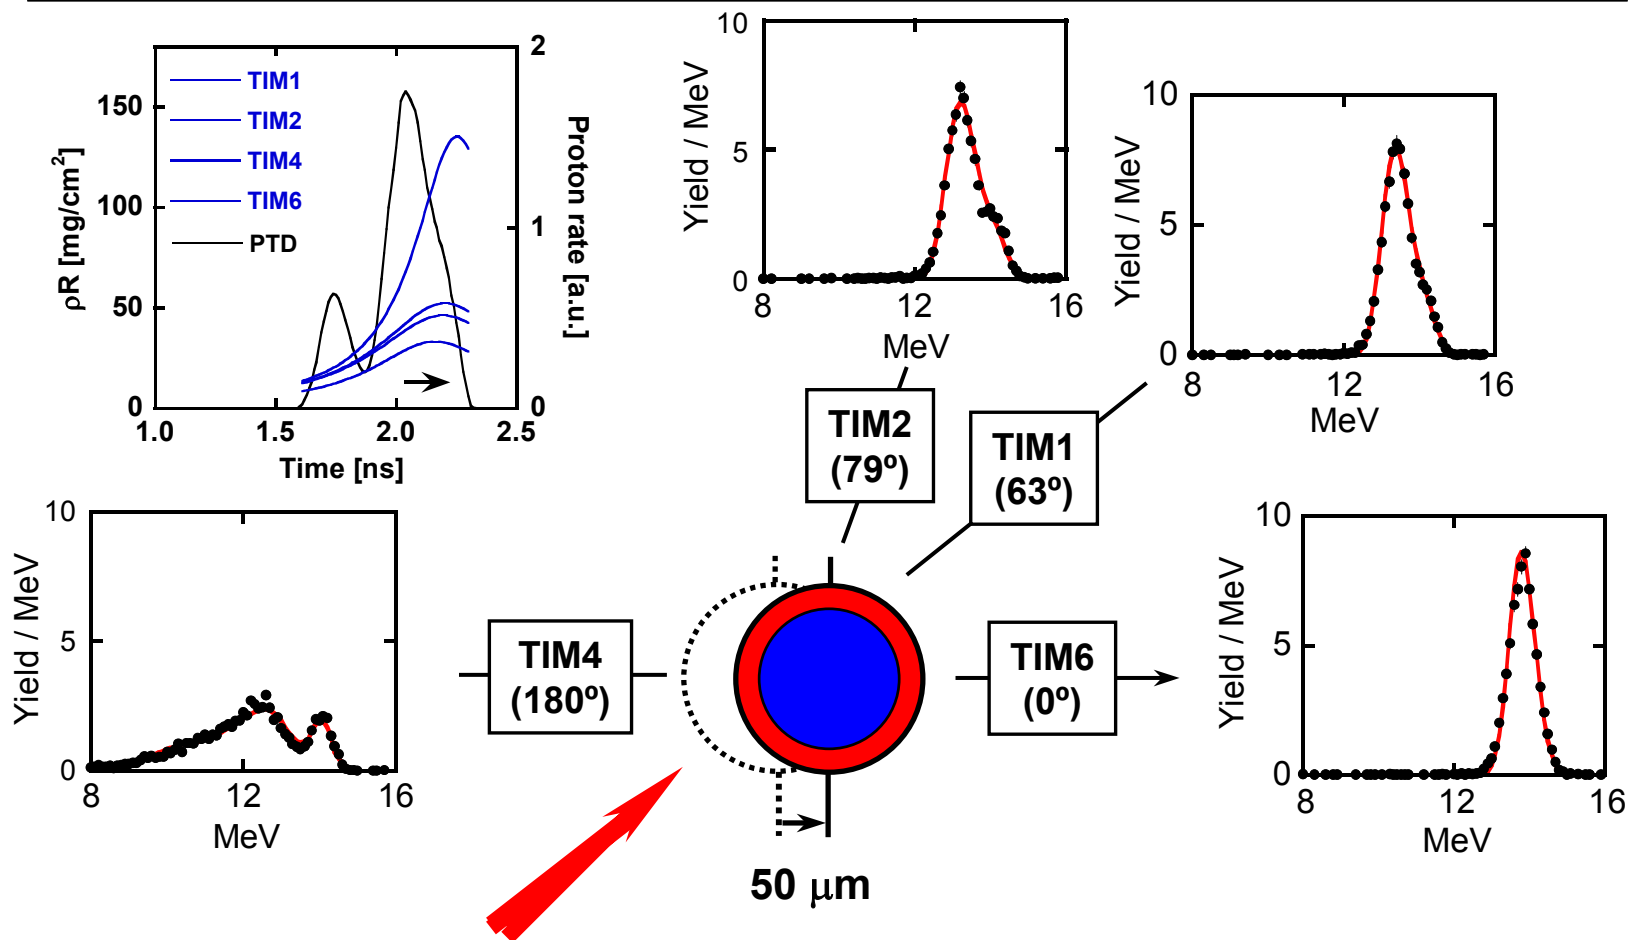 2
TIM1
TIM2
TIM4
TIM6
PTD
150
100
50
0
1
0
ρR [mg/cm²]
Proton rate [a.u.]
1.0 1.5 2.0 2.5
Time [ns]
10
5
0
Yield / MeV
8 12 16
MeV
10
5
0
Yield / MeV
8 12 16
MeV
TIM2
(79º)
TIM1
(63º)
10
5
0
Yield / MeV
8 12 16
MeV
TIM4
(180º)
TIM6
(0º)
10
5
0
Yield / MeV
8 12 16
MeV
50 μm